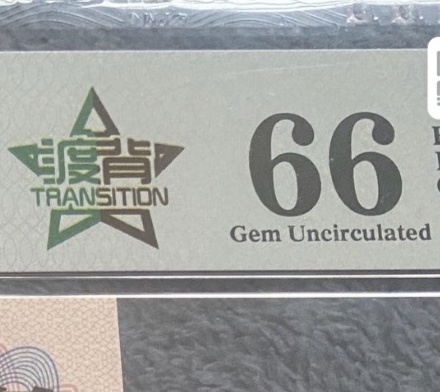 渡背
TRANSITION
66
Gem Uncirculated